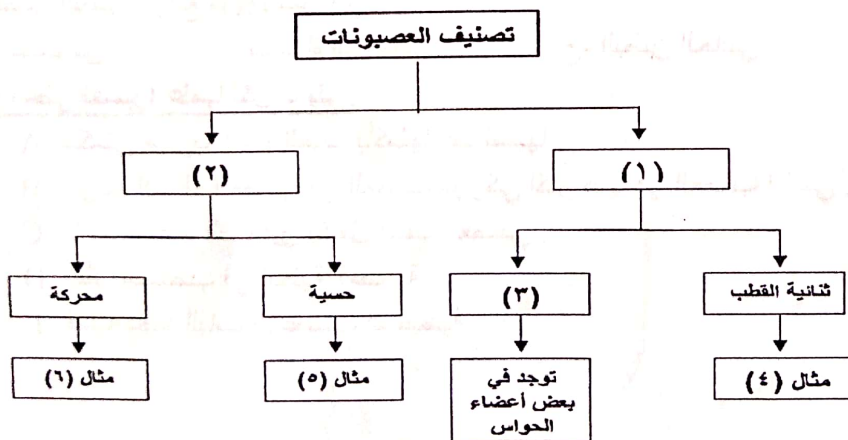 تصنيف العصبونات
(١)
(٢)
ثنائية القطب
(٣)
حسية
محركة
مثال (٤)
توجد في
بعض أعضاء
الحواس
مثال (٥)
مثال (٦)